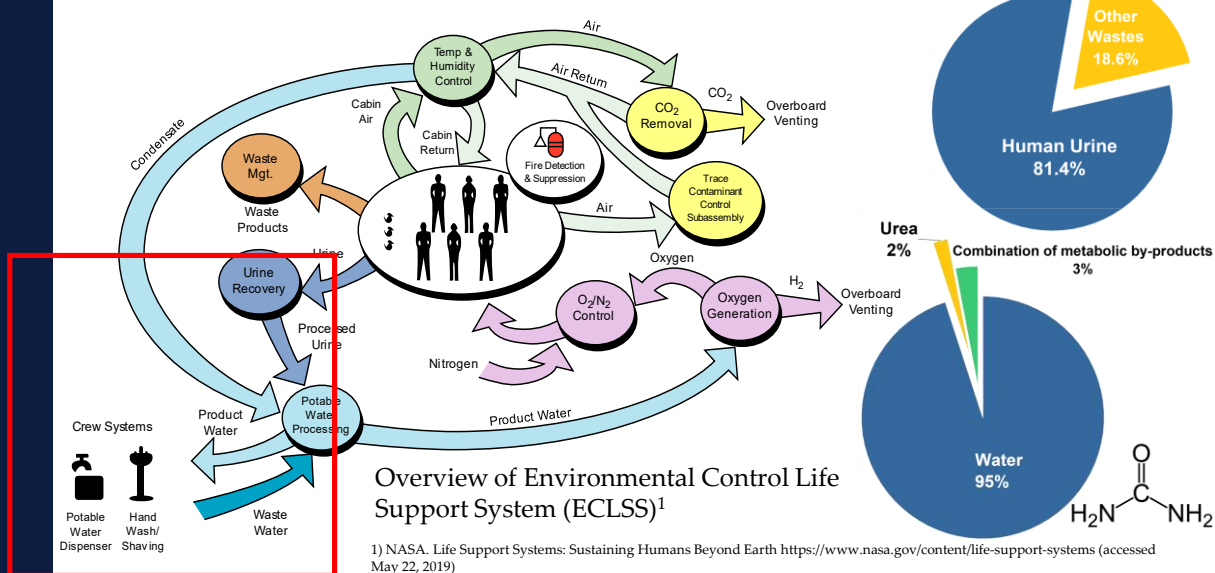 Air
Temp &
Humidity
Control
Air Return
CO2
Removal
CO2
Overboard
Venting
Cabin
Air
Cabin
Return
Condensate
Fire Detection
& Suppression
Waste
Mgt.
Waste
Products
Trace
Contaminant
Control
Subassembly
Air
Urine
Urine
Recovery
Oxygen
O2/N2
Control
Oxygen
Generation
H2
Overboard
Venting
Processed
Urine
Nitrogen
Potable
Water
Processing
Product
Water
Product Water
Crew Systems
Potable
Water
Dispenser
Hand
Wash/
Shaving
Waste
Water
Overview of Environmental Control Life
Support System (ECLSS)1
1) NASA. Life Support Systems: Sustaining Humans Beyond Earth https://www.nasa.gov/content/life-support-systems (accessed
May 22, 2019)
Other
Wastes
18.6%
Human Urine
81.4%
Urea
2%
Combination of metabolic by-products
3%
Water
95%
O
C
H2N
NH2